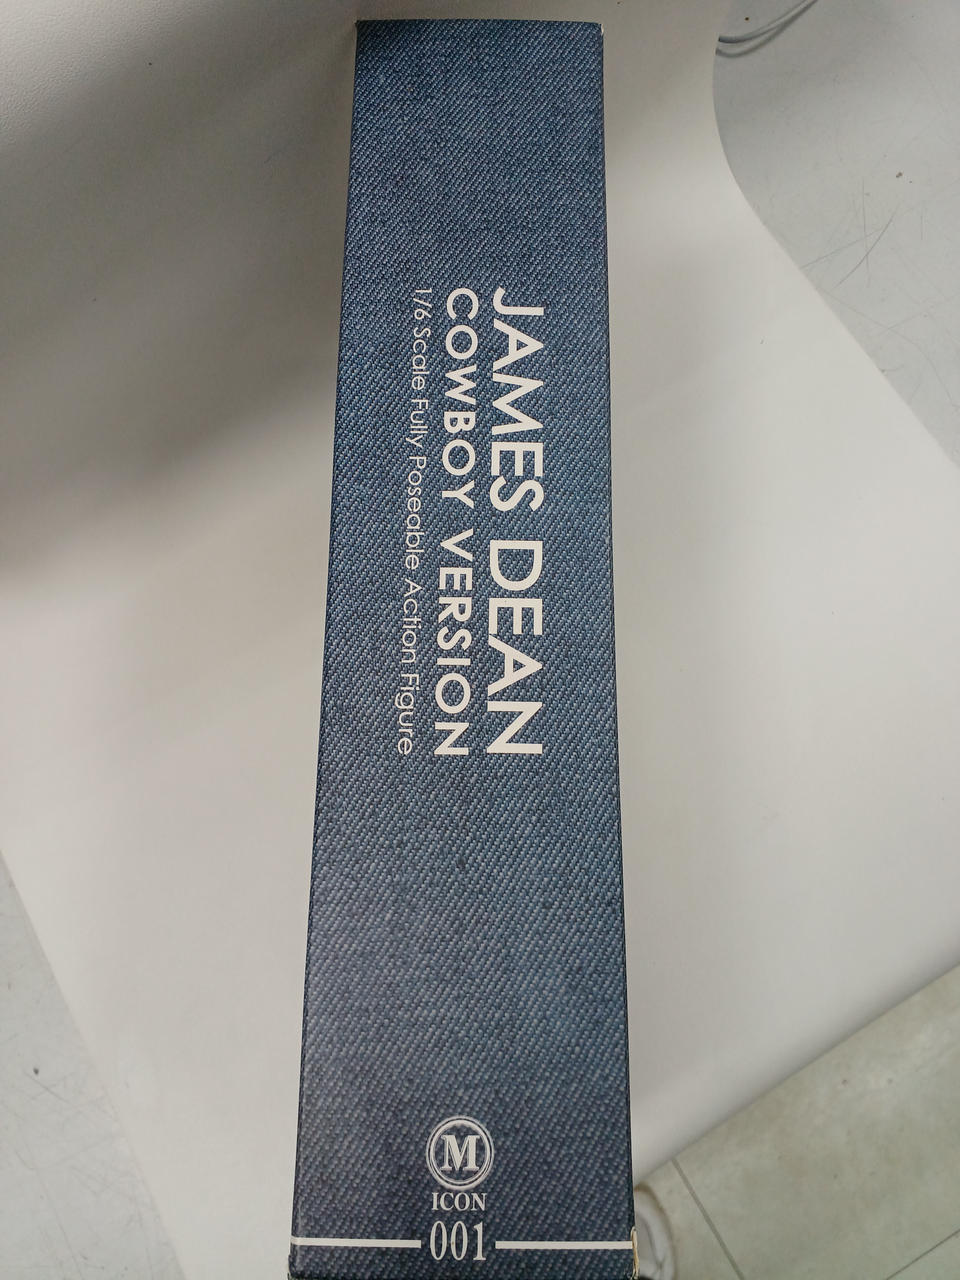 JAMES DEAN
COWBOY VERSION
1/6 Scale Fully Poseable Action Figure
M
ICON
001